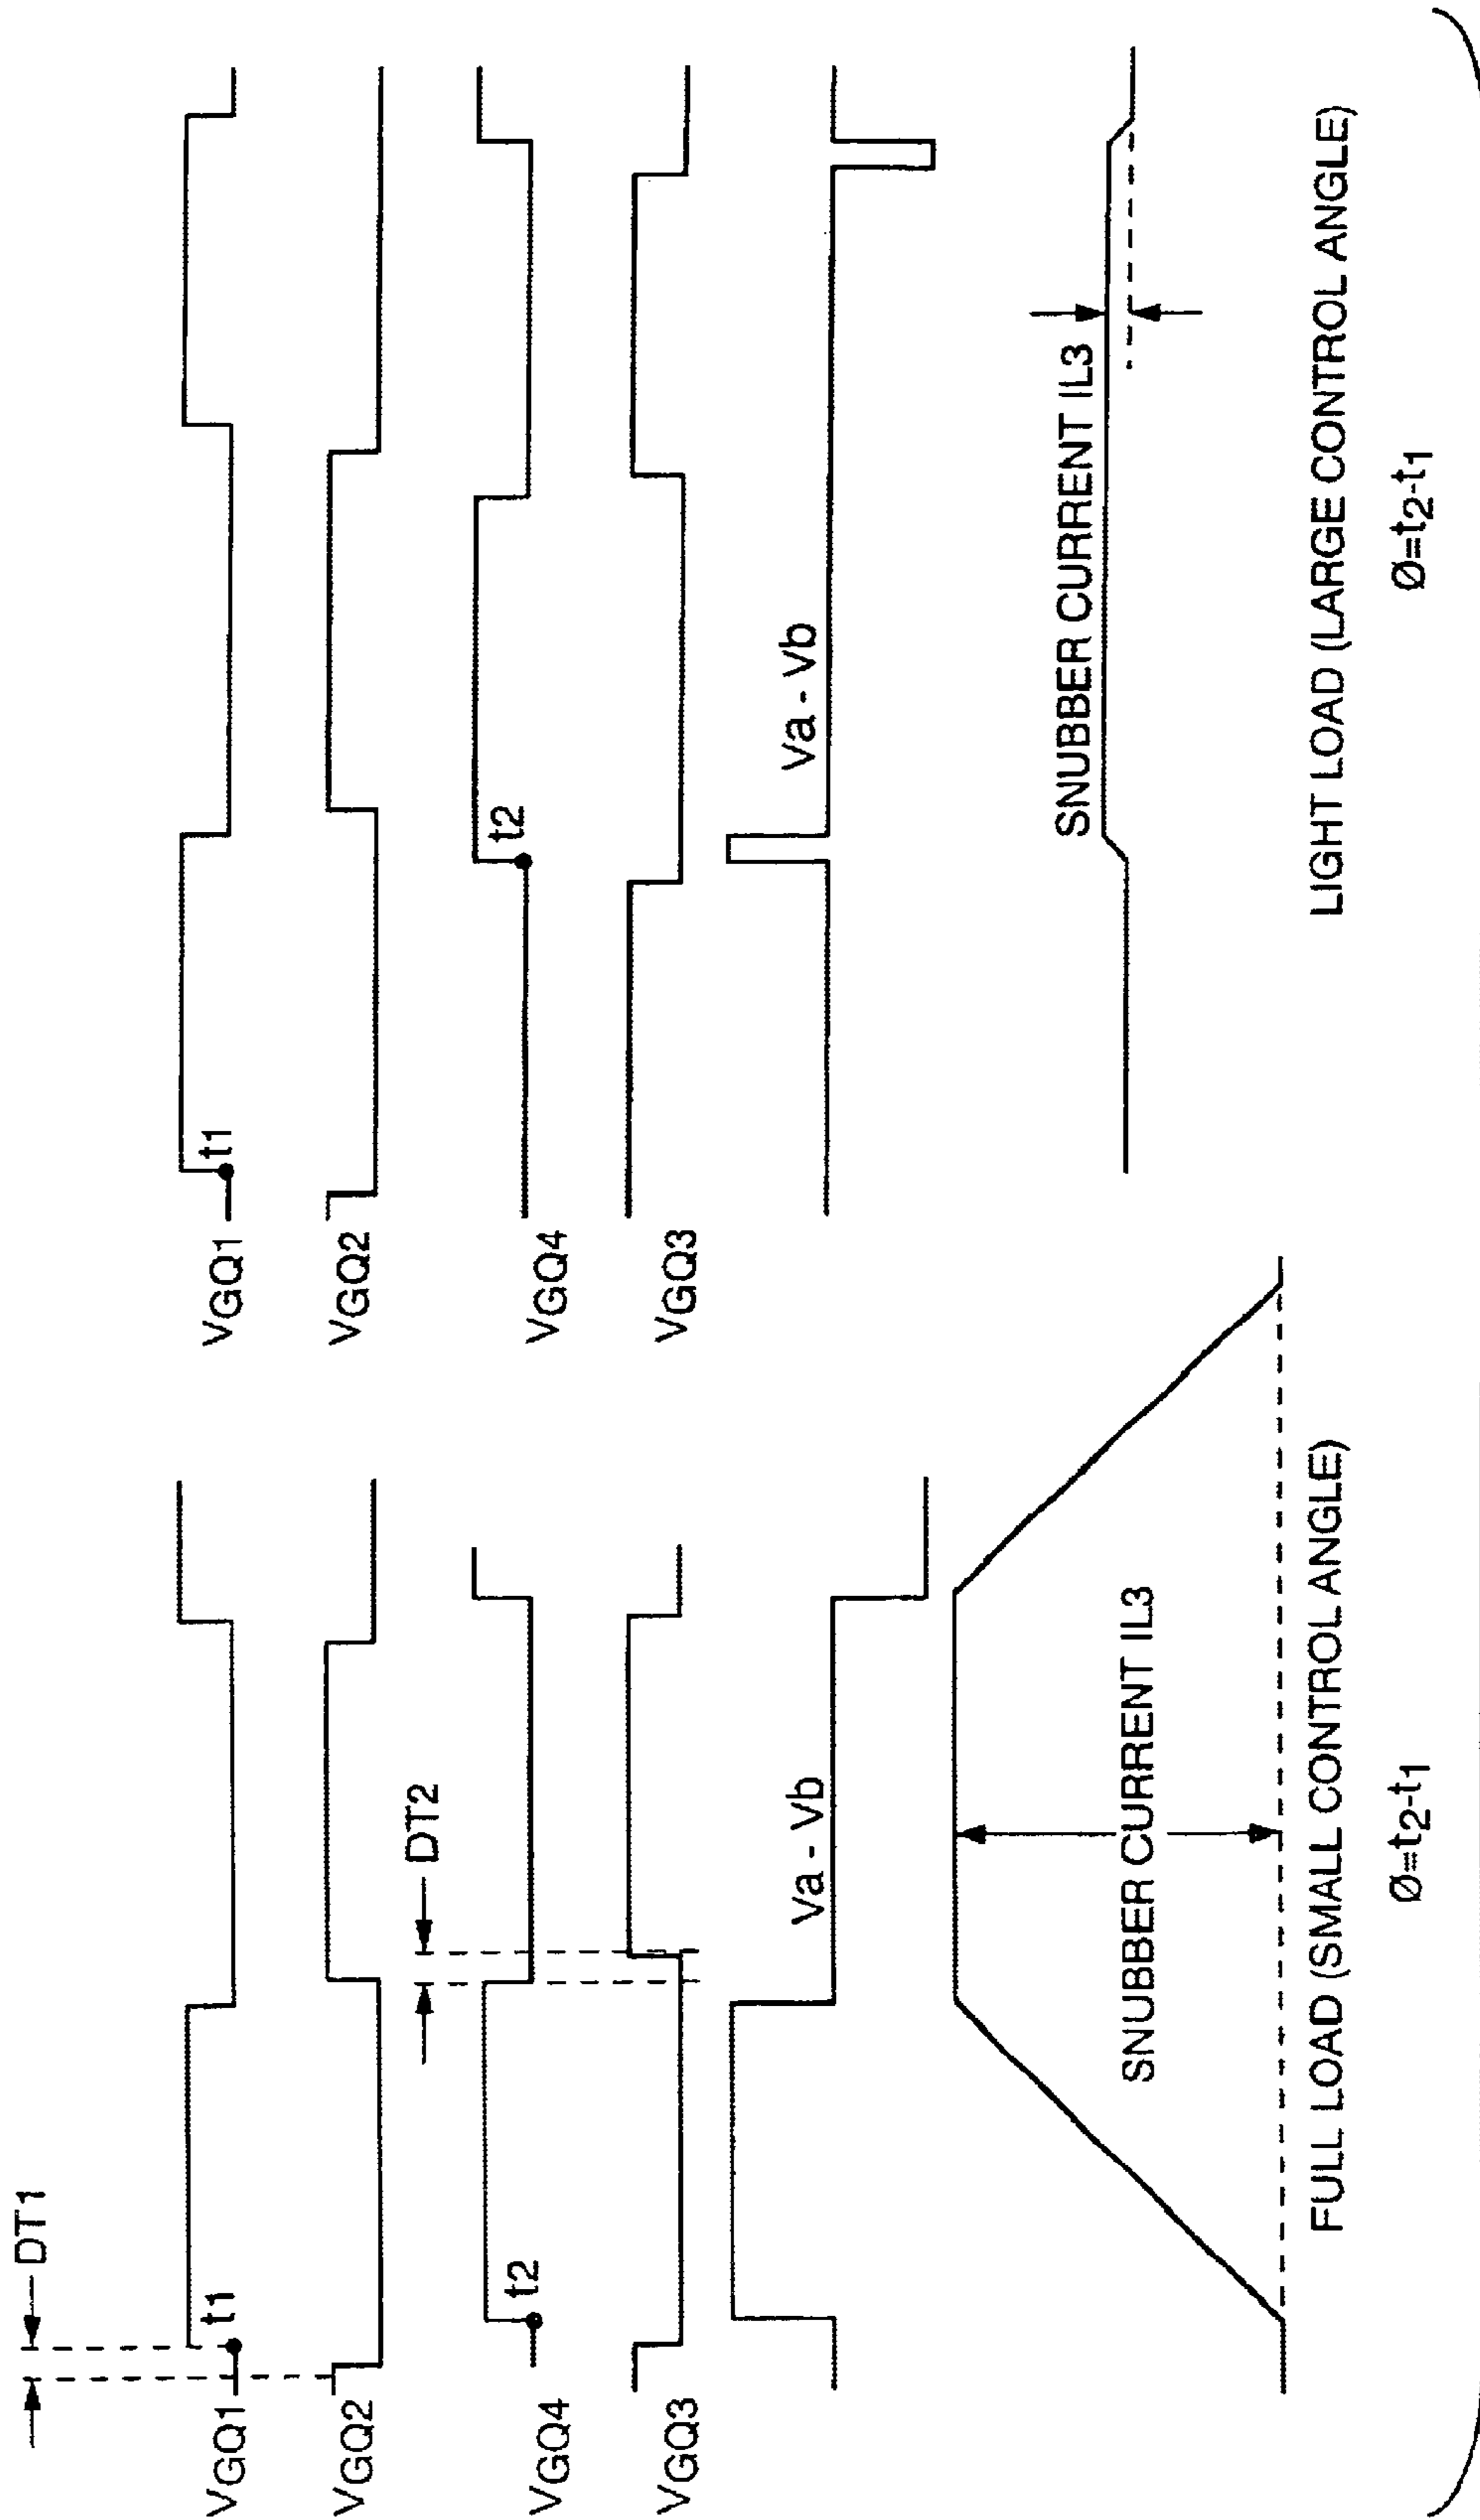 DT1
VGQ1
t1
VGQ2
DT2
VGQ4
t2
VGQ3
Va - Vb
SNUBBER CURRENT IL3
FULL LOAD (SMALL CONTROL ANGLE)
Ø=t2-t1
VGQ1
t1
VGQ2
VGQ4
t2
VGQ3
Va - Vb
SNUBBER CURRENT IL3
LIGHT LOAD (LARGE CONTROL ANGLE)
Ø=t2-t1